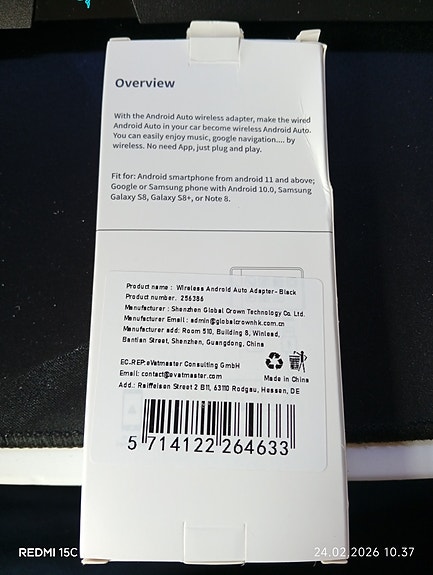 Overview
With the Android Auto wireless adapter, make the wired
Android Auto in your car become wireless Android Auto.
You can easily enjoy music, google navigation.... by
wireless. No need App, just plug and play.
Fit for: Android smartphone from android 11 and above;
Google or Samsung phone with Android 10.0, Samsung
Galaxy S8, Galaxy S8+, or Note 8.
Product name : Wireless Android Auto Adapter- Black
Product number. 256386
Manufacturer : Shenzhen Global Crown Technology Co. Ltd.
Manufacturer Email : admin@globalcrownhk.com.cn
Manufacturer add: Room 510, Building 8, Winlead,
Bantian Street, Shenzhen, Guangdong, China
EC.REP:eVatmaster Consulting GmbH
Email: contact@evatmaster.com
Made in China
Add.: Raiffeisen Street 2 B11, 63110 Rodgau, Hessen, DE
5 714122 264633
REDMI 15C
24.02.2026 10.37